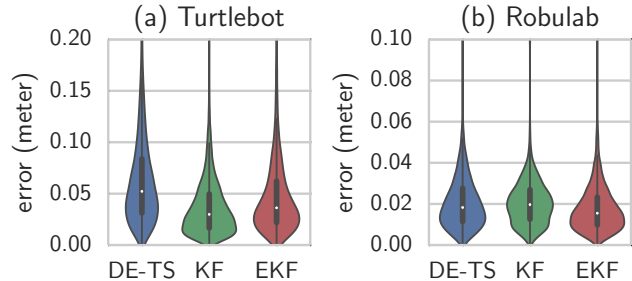 (a) Turtlebot
error (meter)
0.20
0.15
0.10
0.05
0.00
DE-TS KF EKF
(b) Robulab
error (meter)
0.10
0.08
0.06
0.04
0.02
0.00
DE-TS KF EKF